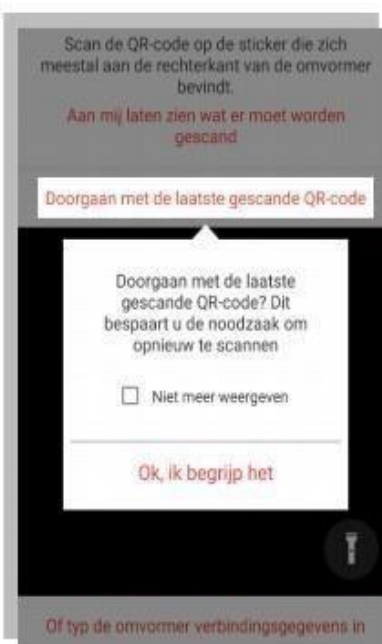 Scan de QR-code op de sticker die zich
meestal aan de rechterkant van de omvormer
bevindt.
Aan mij laten zien wat er moet worden
gescand
Doorgaan met de laatste gescande QR-code
Doorgaan met de laatste
gescande QR-code? Dit
bespaart u de noodzaak om
opnieuw te scannen
Niet meer weergeven
Ok, ik begrijp het
Of typ de omvormer verbindingsgegevens in